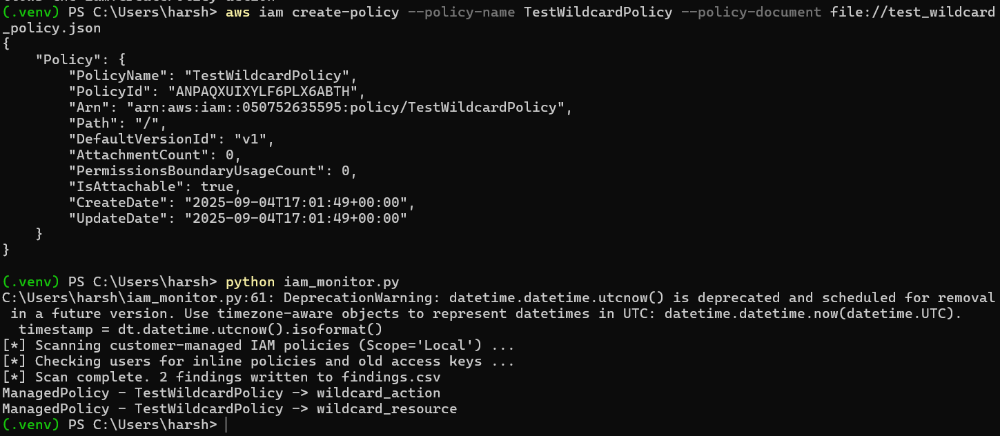 (.venv) PS C:\Users\harsh> aws iam create-policy --policy-name TestWildcardPolicy --policy-document file://test_wildcard
_policy.json
{
    "Policy": {
        "PolicyName": "TestWildcardPolicy",
        "PolicyId": "ANPAQXUIXYLF6PLX6ABTH",
        "Arn": "arn:aws:iam::050752635595:policy/TestWildcardPolicy",
        "Path": "/",
        "DefaultVersionId": "v1",
        "AttachmentCount": 0,
        "PermissionsBoundaryUsageCount": 0,
        "IsAttachable": true,
        "CreateDate": "2025-09-04T17:01:49+00:00",
        "UpdateDate": "2025-09-04T17:01:49+00:00"
    }
}
(.venv) PS C:\Users\harsh> python iam_monitor.py
C:\Users\harsh\iam_monitor.py:61: DeprecationWarning: datetime.datetime.utcnow() is deprecated and scheduled for removal
 in a future version. Use timezone-aware objects to represent datetimes in UTC: datetime.datetime.now(datetime.UTC).
  timestamp = dt.datetime.utcnow().isoformat()
[*] Scanning customer-managed IAM policies (Scope='Local') ...
[*] Checking users for inline policies and old access keys ...
[*] Scan complete. 2 findings written to findings.csv
ManagedPolicy - TestWildcardPolicy -> wildcard_action
ManagedPolicy - TestWildcardPolicy -> wildcard_resource
(.venv) PS C:\Users\harsh>